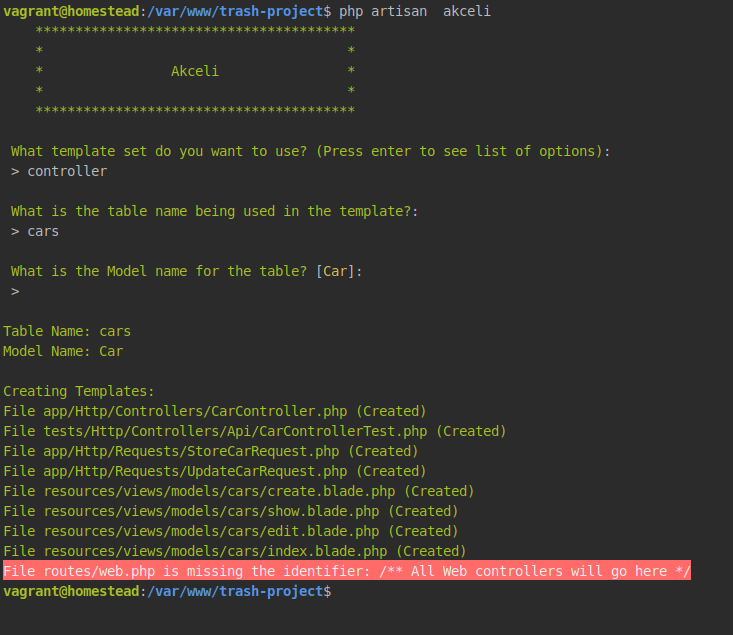 vagrant@homestead:/var/www/trash-project$ php artisan  akceli
****************************************
*                                      *
*                Akceli                *
*                                      *
****************************************
What template set do you want to use? (Press enter to see list of options):
> controller
What is the table name being used in the template?:
> cars
What is the Model name for the table? [Car]:
>
Table Name: cars
Model Name: Car
Creating Templates:
File app/Http/Controllers/CarController.php (Created)
File tests/Http/Controllers/Api/CarControllerTest.php (Created)
File app/Http/Requests/StoreCarRequest.php (Created)
File app/Http/Requests/UpdateCarRequest.php (Created)
File resources/views/models/cars/create.blade.php (Created)
File resources/views/models/cars/show.blade.php (Created)
File resources/views/models/cars/edit.blade.php (Created)
File resources/views/models/cars/index.blade.php (Created)
File routes/web.php is missing the identifier: /** All Web controllers will go here */
vagrant@homestead:/var/www/trash-project$